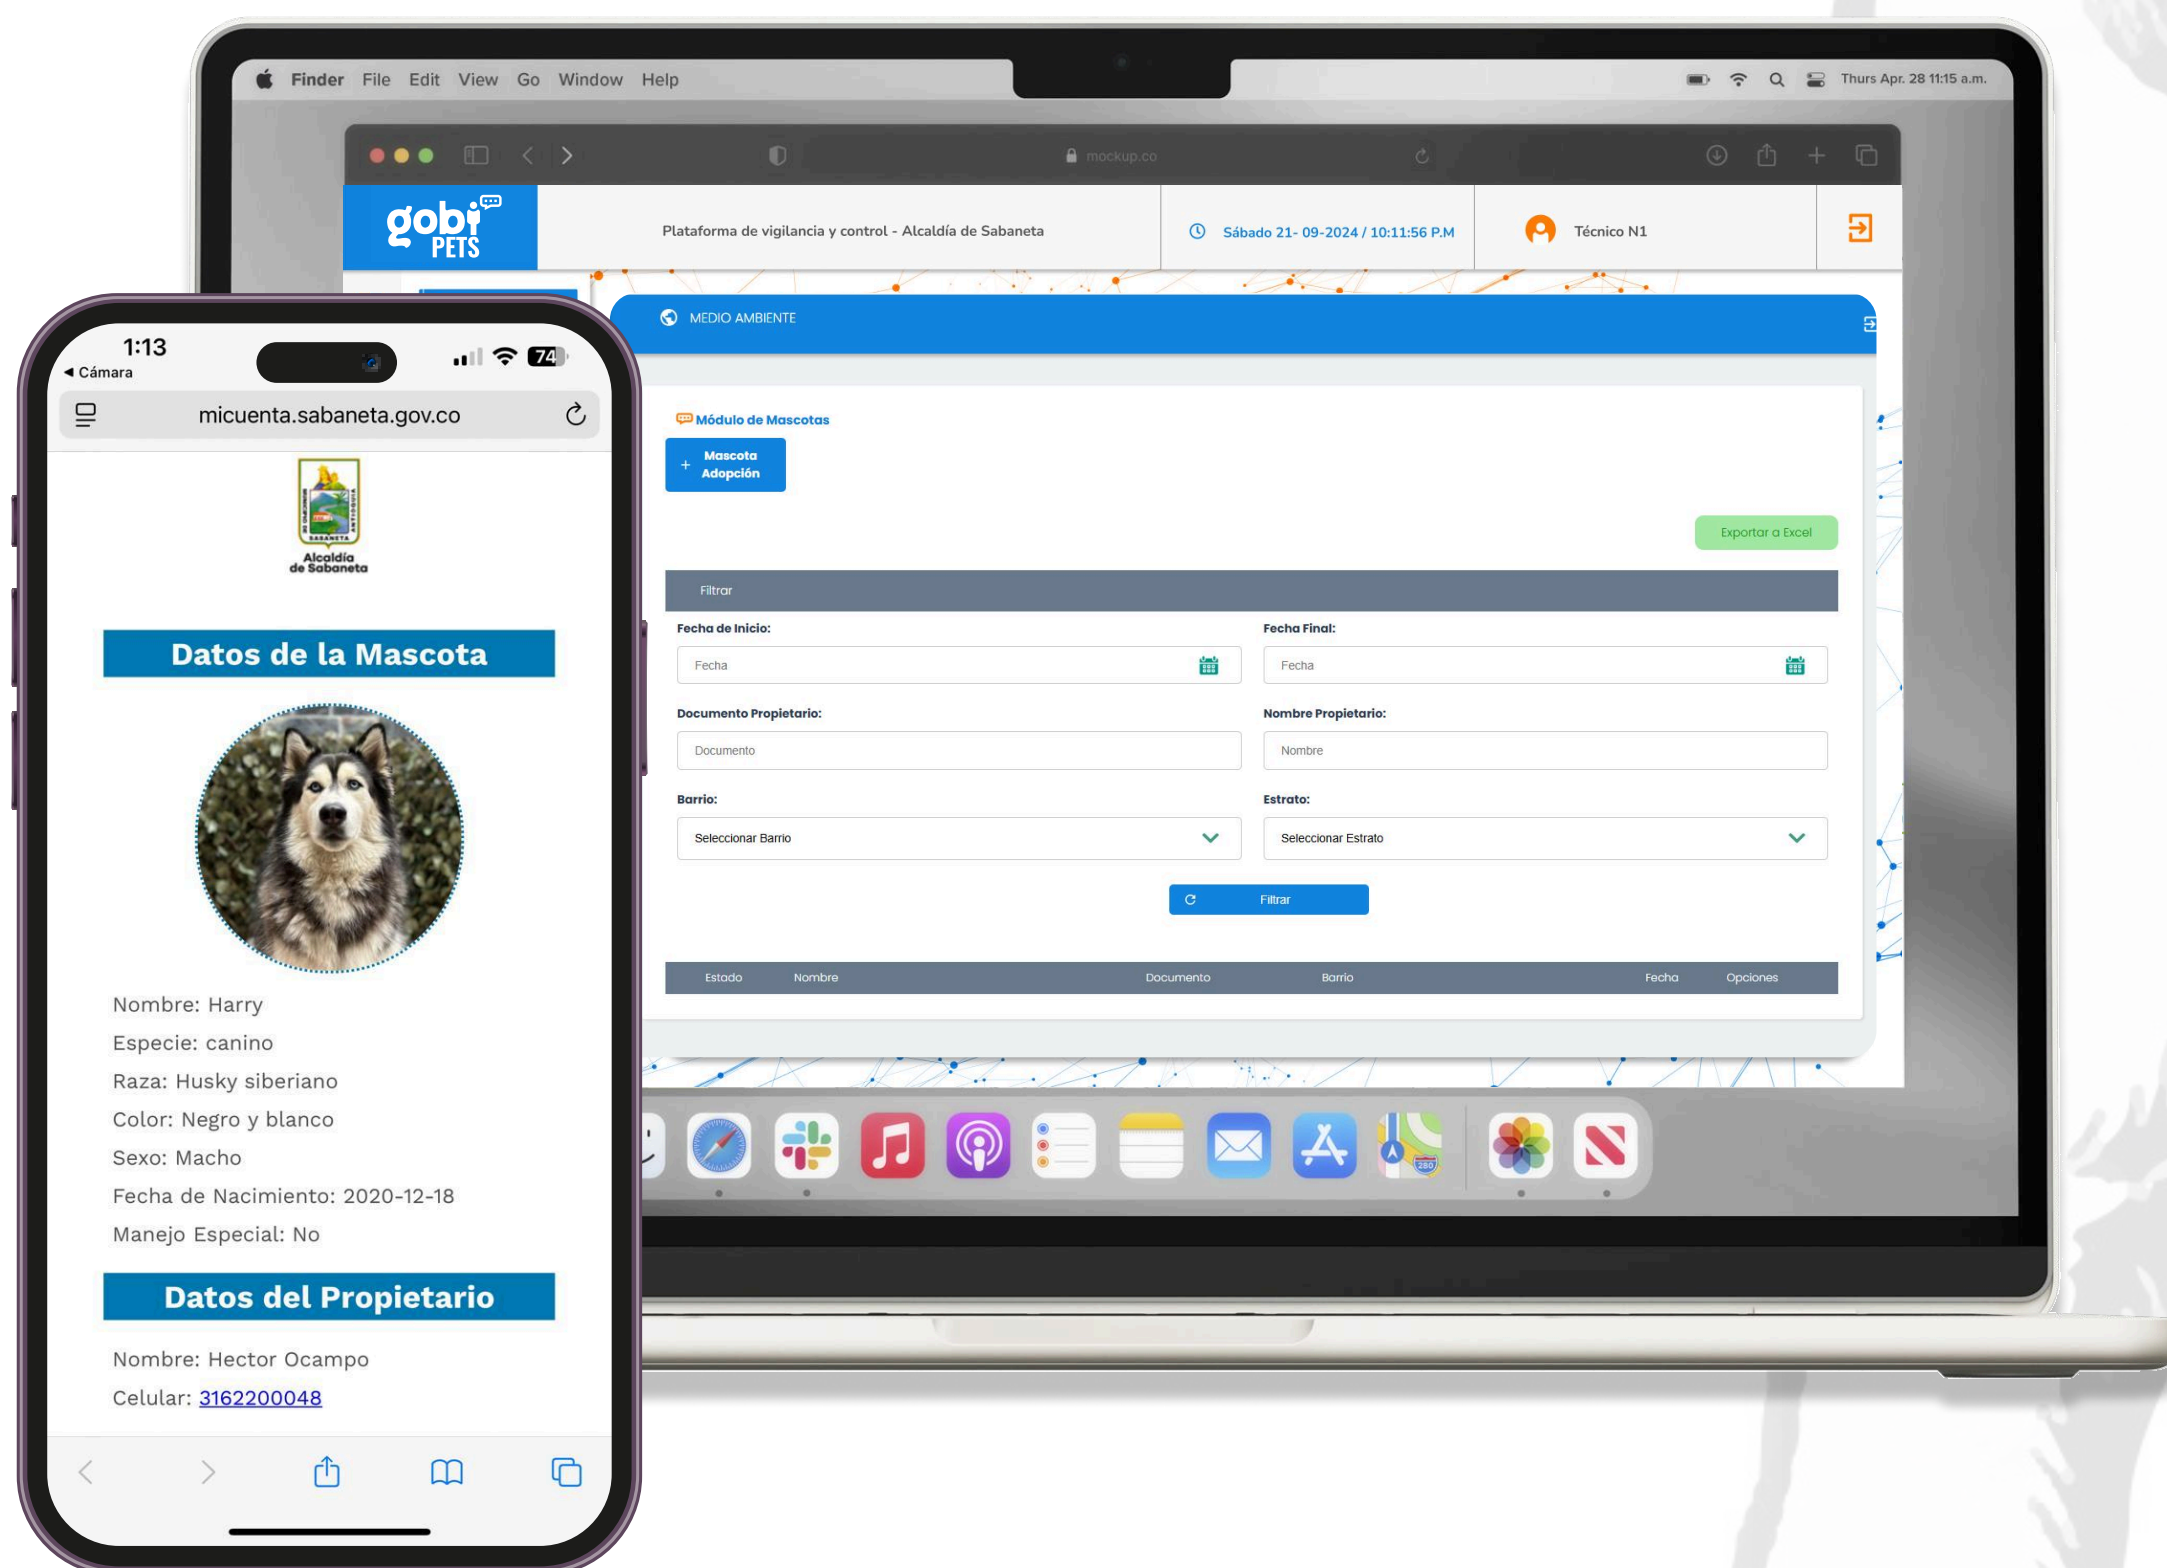 Finder File Edit View Go Window Help
Thurs Apr. 28 11:15 a.m.
mockup.co
gobi
PETS
Plataforma de vigilancia y control - Alcaldía de Sabaneta
Sábado 21- 09-2024 / 10:11:56 P.M
Técnico N1
MEDIO AMBIENTE
Módulo de Mascotas
+ Mascota
Adopción
Exportar a Excel
Filtrar
Fecha de Inicio:
Fecha Final:
Fecha
Fecha
Documento Propietario:
Nombre Propietario:
Documento
Nombre
Barrio:
Estrato:
Seleccionar Barrio
Seleccionar Estrato
Filtrar
Estado Nombre Documento Barrio Fecha Opciones
280
1:13
74
Cámara
micuenta.sabaneta.gov.co
ANTIOQUIA
SABANETA
Alcaldía
de Sabaneta
Datos de la Mascota
Nombre: Harry
Especie: canino
Raza: Husky siberiano
Color: Negro y blanco
Sexo: Macho
Fecha de Nacimiento: 2020-12-18
Manejo Especial: No
Datos del Propietario
Nombre: Hector Ocampo
Celular: 3162200048